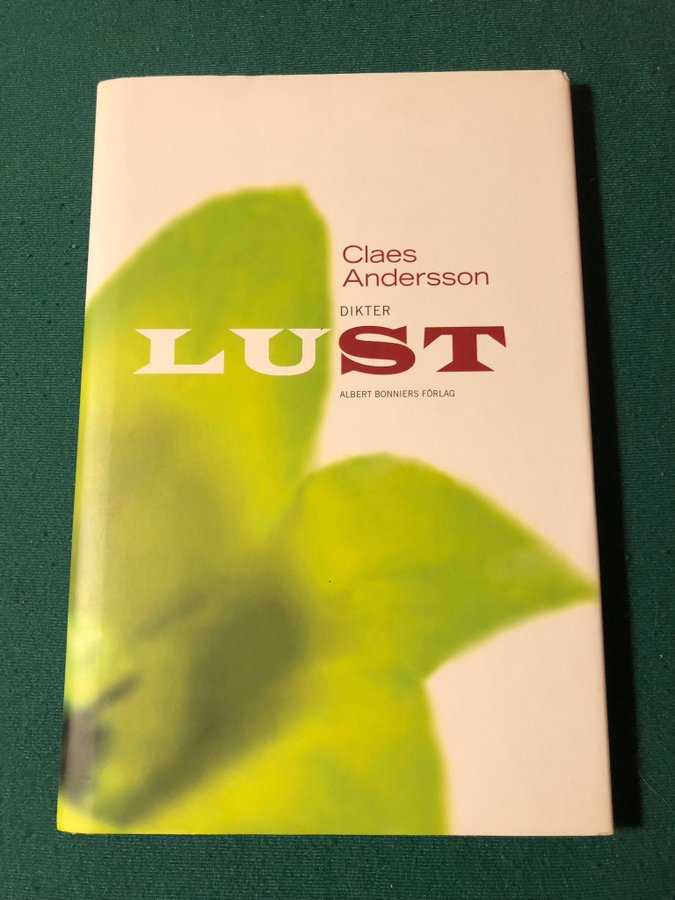 Claes
Andersson
DIKTER
LUST
ALBERT BONNIERS FÖRLAG